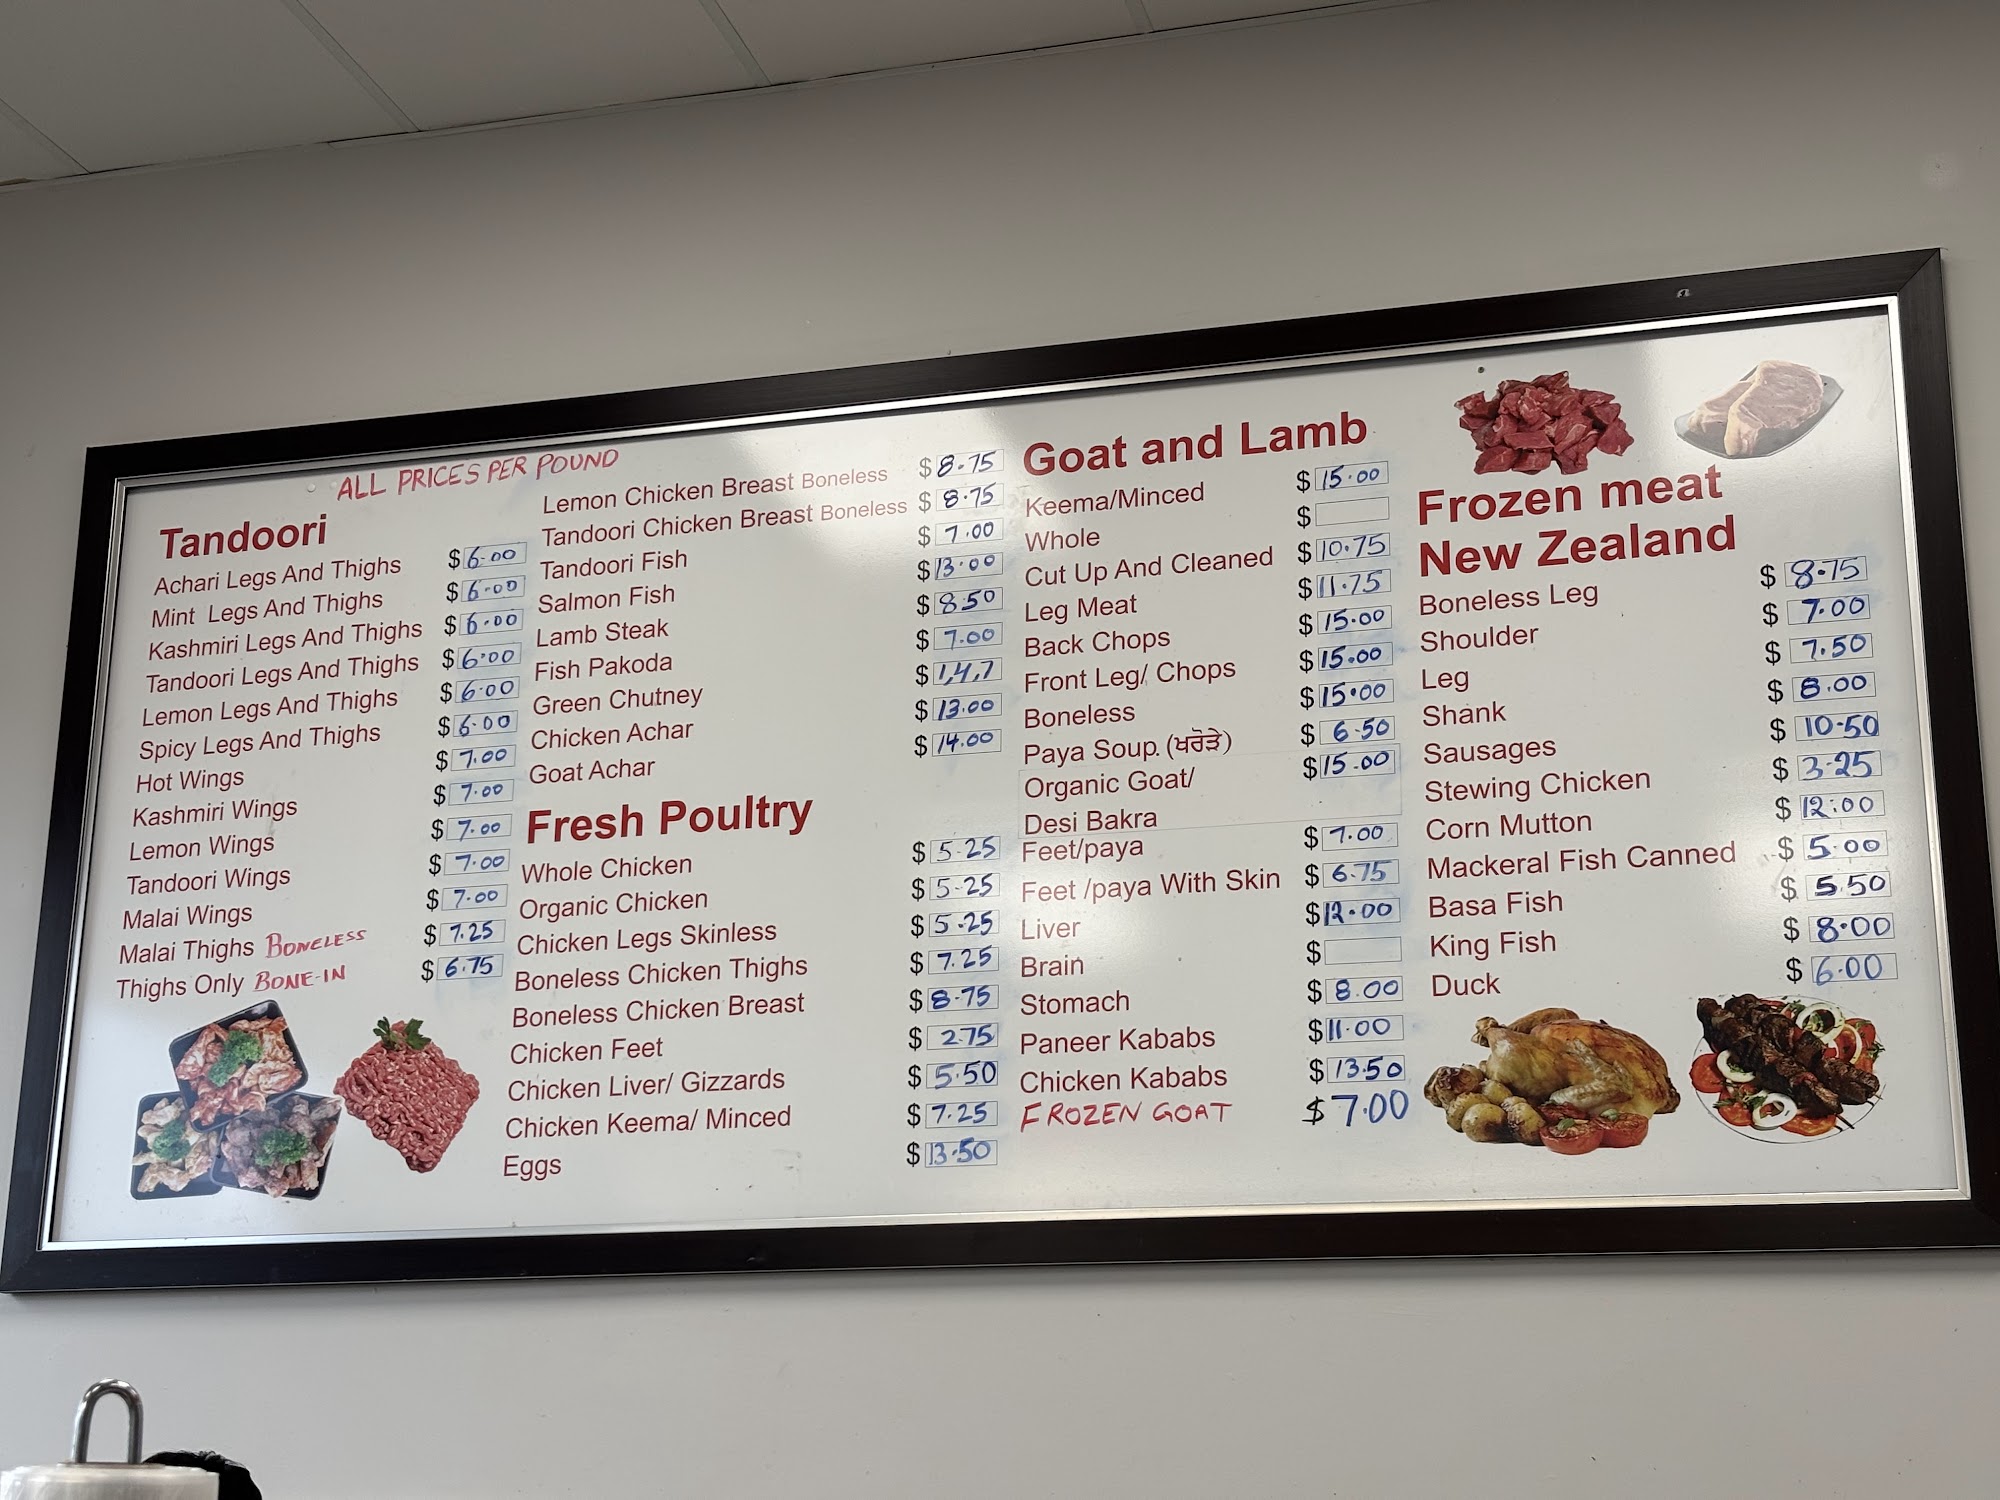 ALL PRICES PER POUND
Tandoori
Achari Legs And Thighs $ 6.00
Mint Legs And Thighs $ 6.00
Kashmiri Legs And Thighs $ 6.00
Tandoori Legs And Thighs $ 6.00
Lemon Legs And Thighs $ 6.00
Spicy Legs And Thighs $ 6.00
Hot Wings $ 7.00
Kashmiri Wings $ 7.00
Lemon Wings $ 7.00
Tandoori Wings $ 7.00
Malai Wings $ 7.00
Malai Thighs BONELESS $ 7.25
Thighs Only BONE-IN $ 6.75
Lemon Chicken Breast Boneless $ 8.75
Tandoori Chicken Breast Boneless $ 8.75
Tandoori Fish $ 7.00
Salmon Fish $ 13.00
Lamb Steak $ 8.50
Fish Pakoda $ 7.00
Green Chutney $ 1,4,7
Chicken Achar $ 13.00
Goat Achar $ 14.00
Fresh Poultry
Whole Chicken $ 5.25
Organic Chicken $ 5.25
Chicken Legs Skinless $ 5.25
Boneless Chicken Thighs $ 7.25
Boneless Chicken Breast $ 8.75
Chicken Feet $ 2.75
Chicken Liver/ Gizzards $ 5.50
Chicken Keema/ Minced $ 7.25
Eggs $ 13.50
Goat and Lamb
Keema/Minced $ 15.00
Whole $
Cut Up And Cleaned $ 10.75
Leg Meat $ 11.75
Back Chops $ 15.00
Front Leg/ Chops $ 15.00
Boneless $ 15.00
Paya Soup. (ਖਰੋੜੇ) $ 6.50
Organic Goat/ $ 15.00
Desi Bakra
Feet/paya $ 7.00
Feet /paya With Skin $ 6.75
Liver $ 12.00
Brain $
Stomach $ 8.00
Paneer Kababs $ 11.00
Chicken Kababs $ 13.50
FROZEN GOAT $ 7.00
Frozen meat
New Zealand
Boneless Leg $ 8.75
Shoulder $ 7.00
Leg $ 7.50
Shank $ 8.00
Sausages $ 10.50
Stewing Chicken $ 3.25
Corn Mutton $ 12.00
Mackeral Fish Canned $ 5.00
Basa Fish $ 5.50
King Fish $ 8.00
Duck $ 6.00